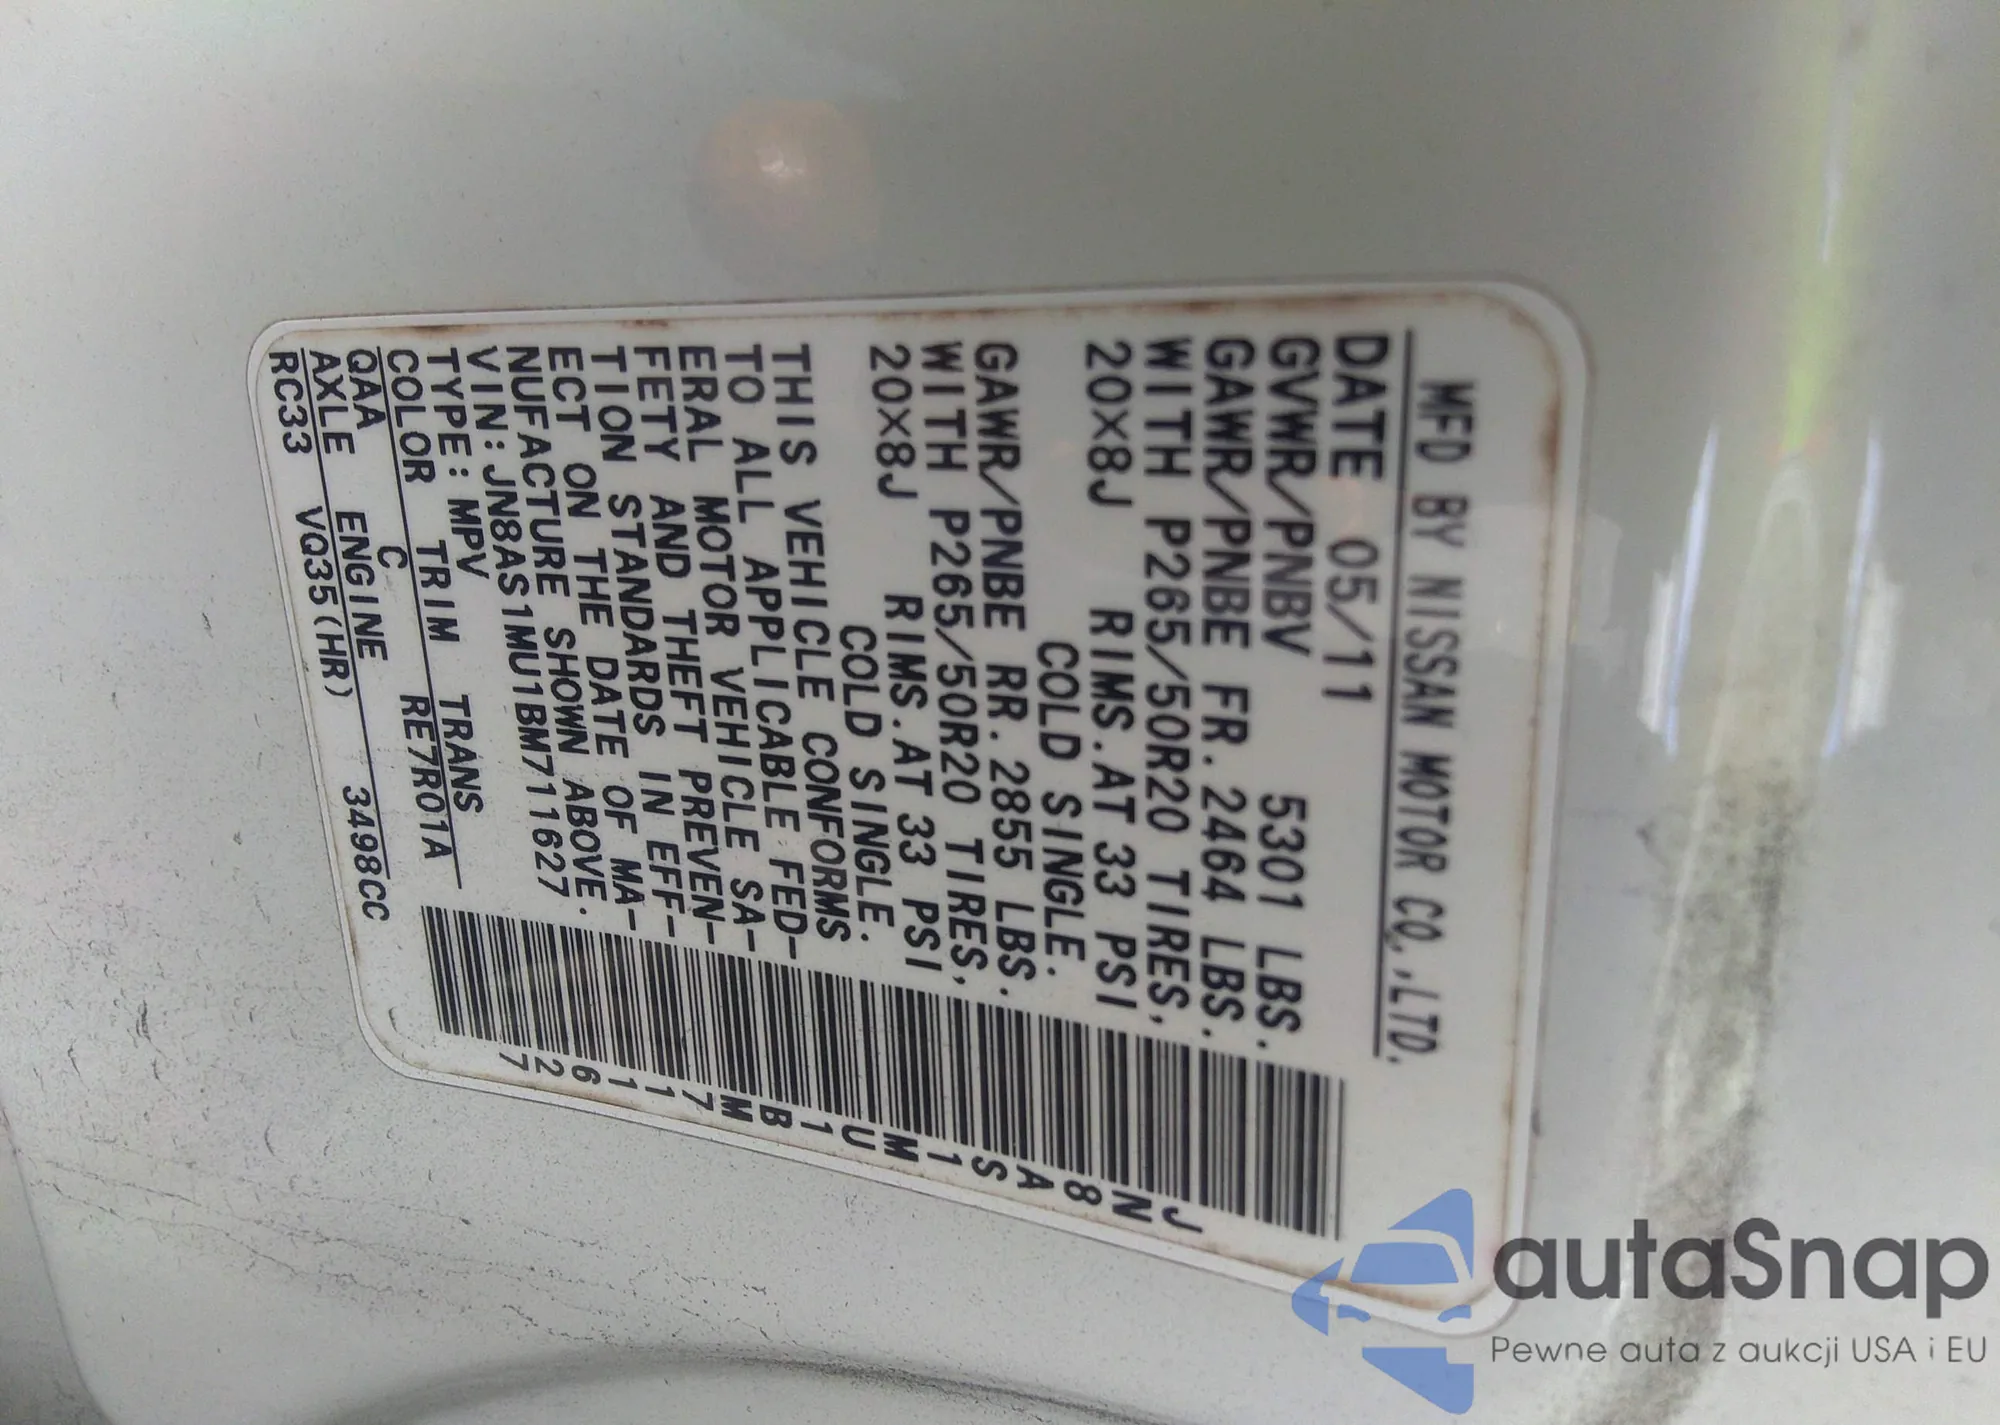 MFD BY NISSAN MOTOR CO.,LTD.
DATE 05/11
GVWR/PNBV 5301 LBS.
GAWR/PNBE FR. 2464 LBS.
WITH P265/50R20 TIRES,
20×8J RIMS.AT 33 PSI
COLD SINGLE.
GAWR/PNBE RR. 2855 LBS.
WITH P265/50R20 TIRES,
20×8J RIMS.AT 33 PSI
COLD SINGLE.
THIS VEHICLE CONFORMS
TO ALL APPLICABLE FED-
ERAL MOTOR VEHICLE SA-
FETY AND THEFT PREVEN-
TION STANDARDS IN EFF-
ECT ON THE DATE OF MA-
NUFACTURE SHOWN ABOVE.
VIN:JN8AS1MU1BM711627
TYPE:MPV
COLOR TRIM TRANS
QAA C RE7R01A
AXLE ENGINE
RC33 VQ35(HR) 3498CC
JN8AS1MU1BM711627
autaSnap
Pewne auta z aukcji USA i EU